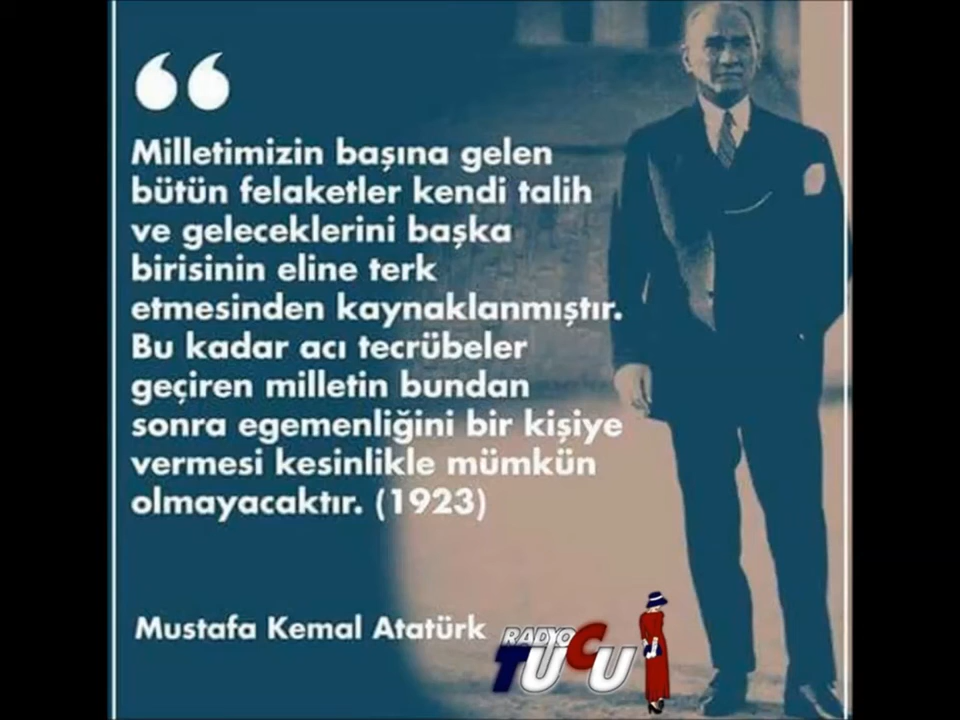 Milletimizin başına gelen
bütün felaketler kendi talih
ve geleceklerini başka
birisinin eline terk
etmesinden kaynaklanmıştır.
Bu kadar acı tecrübeler
geçiren milletin bundan
sonra egemenliğini bir kişiye
vermesi kesinlikle mümkün
olmayacaktır. (1923)
Mustafa Kemal Atatürk
RADYO
TUCU